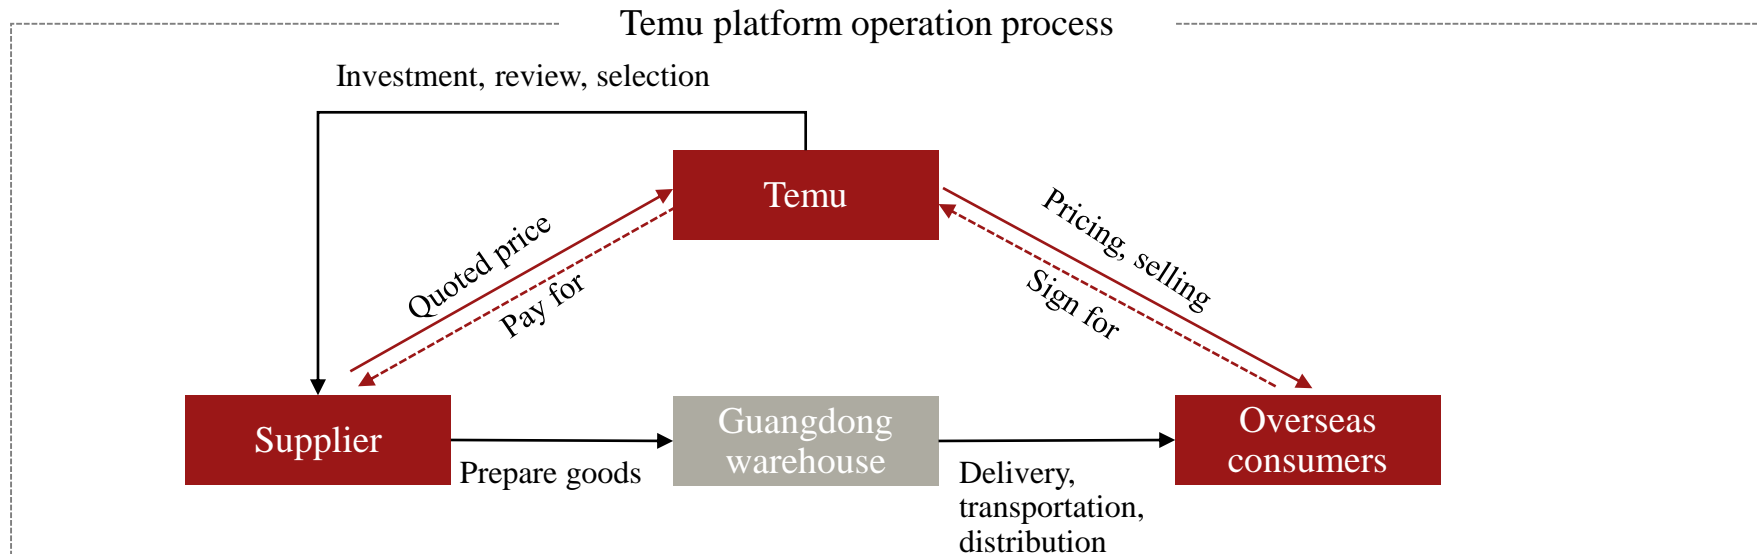 Temu platform operation process
Investment, review, selection
Temu
Quoted price
Pay for
Pricing, selling
Sign for
Supplier
Prepare goods
Guangdong
warehouse
Delivery,
transportation,
distribution
Overseas
consumers